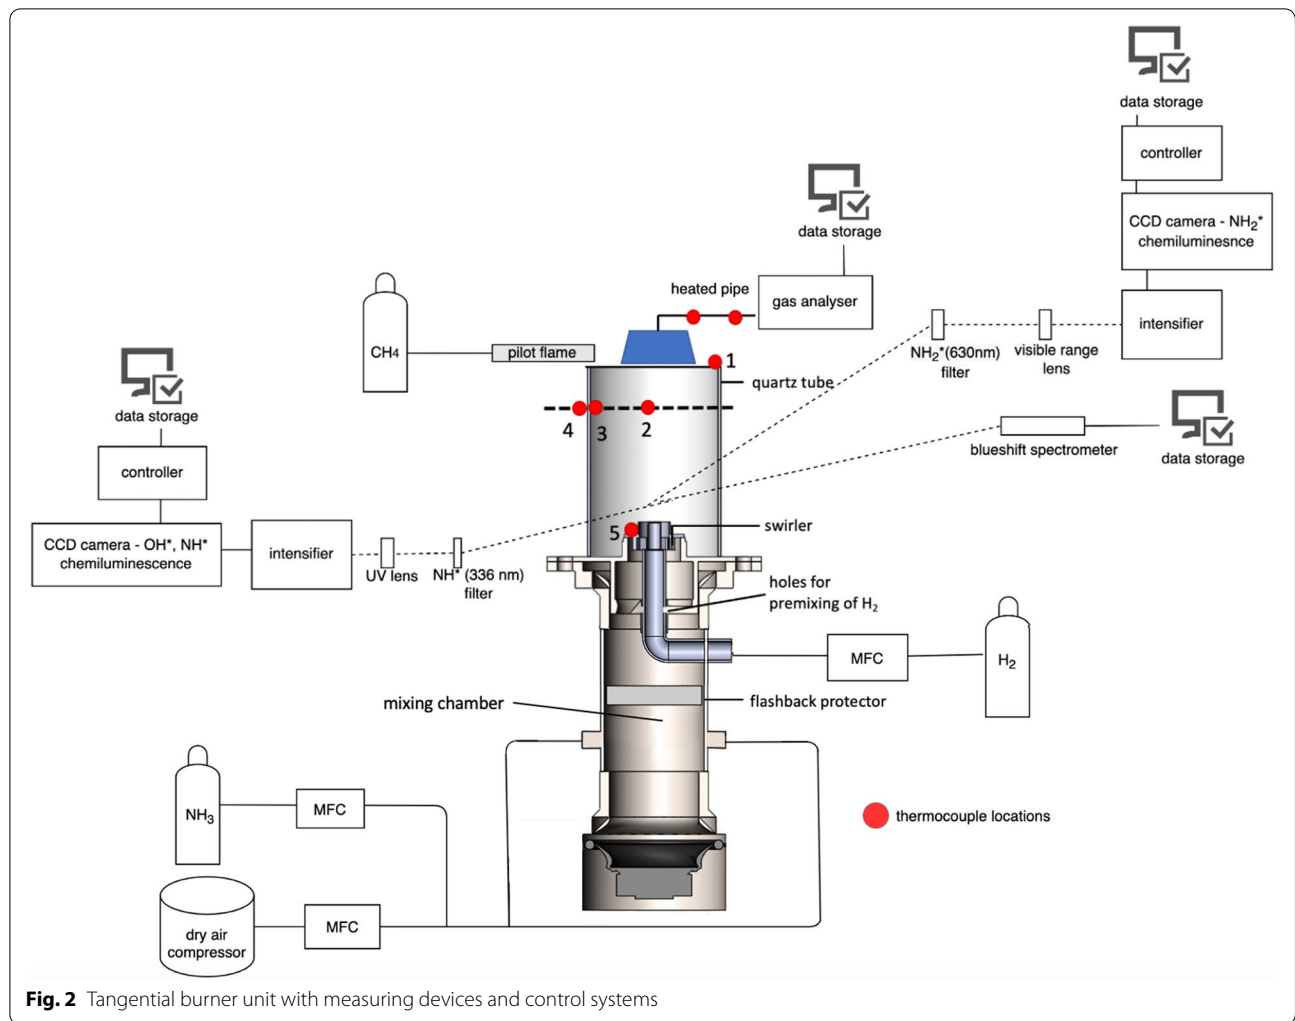 data storage
controller
CCD camera - NH₂*
chemiluminesnce
intensifier
data storage
gas analyser
heated pipe
NH₂*(630nm)
filter
visible range
lens
CH4
pilot flame
1
quartz tube
data storage
controller
CCD camera - OH*, NH*
chemiluminescence
intensifier
UV lens
NH* (336 nm)
filter
4
3
2
5
blueshift spectrometer
data storage
swirler
holes for
premixing of H₂
MFC
H₂
mixing chamber
flashback protector
NH₃
MFC
dry air
compressor
MFC
thermocouple locations
Fig. 2 Tangential burner unit with measuring devices and control systems